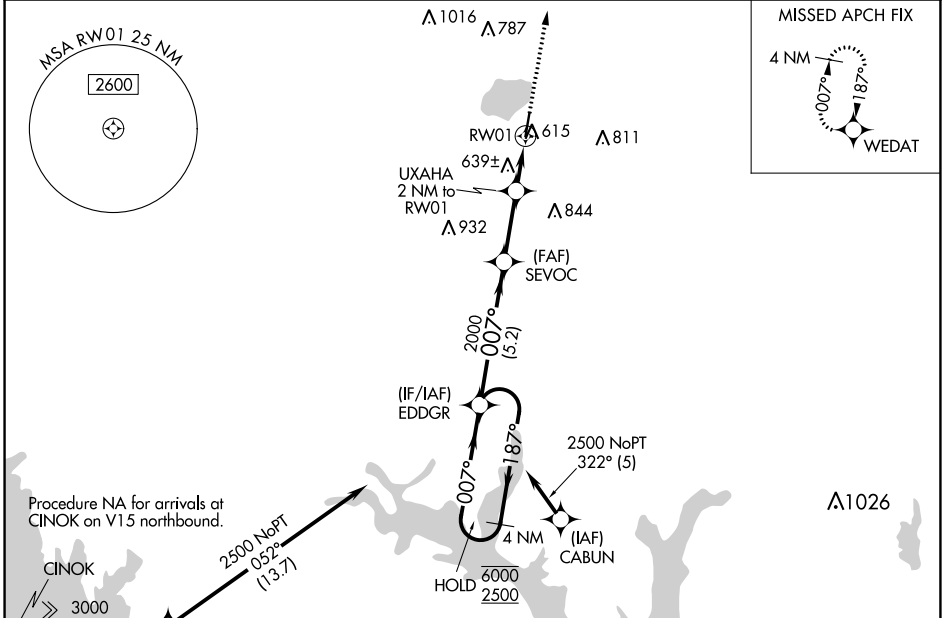 MSA RW01 25 NM
2600
1016
787
RW01
615
811
639±
UXAHA
2 NM to
RW01
844
932
(FAF)
SEVOC
2000
007°
(5.2)
(IF/IAF)
EDDGR
007°
187°
4 NM
HOLD
6000
2500
2500 NoPT
322° (5)
(IAF)
CABUN
1026
Procedure NA for arrivals at
CINOK on V15 northbound.
2500 NoPT
052°
(13.7)
CINOK
3000
MISSED APCH FIX
4 NM
007°
187°
WEDAT